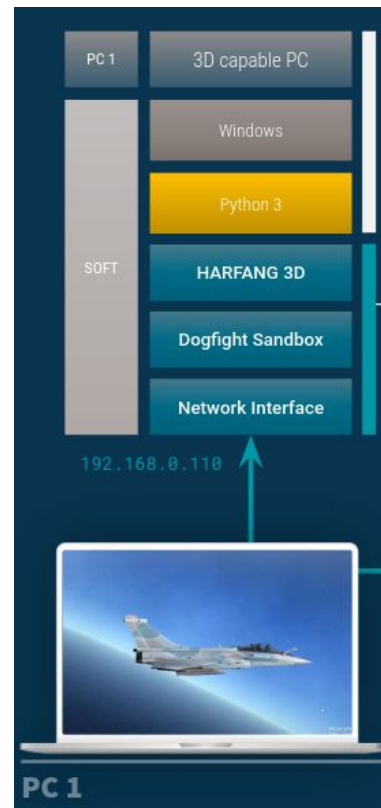 PC 1
3D capable PC
Windows
Python 3
SOFT
HARFANG 3D
Dogfight Sandbox
Network Interface
192.168.0.110
PC 1